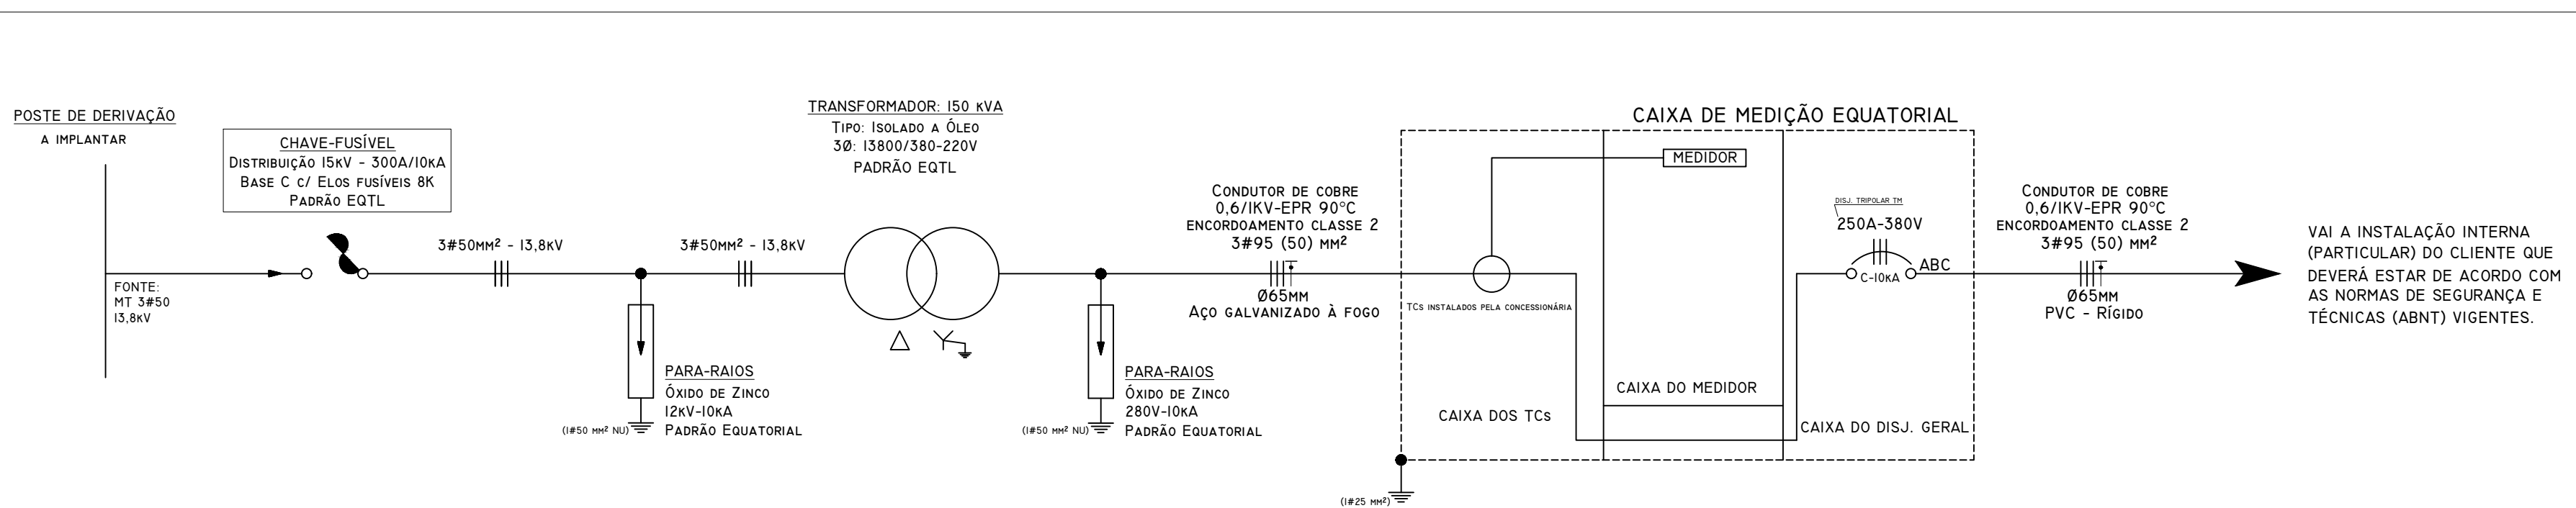 POSTE DE DERIVAÇÃO
A IMPLANTAR
CHAVE-FUSÍVEL
DISTRIBUIÇÃO 15KV - 300A/10KA
BASE C C/ ELOS FUSÍVEIS 8K
PADRÃO EQTL
FONTE:
MT 3#50
13,8KV
3#50MM² - 13,8KV
3#50MM² - 13,8KV
PARA-RAIOS
ÓXIDO DE ZINCO
12KV-10KA
PADRÃO EQUATORIAL
(1#50 MM² NU)
TRANSFORMADOR: 150 KVA
TIPO: ISOLADO A ÓLEO
3Ø: 13800/380-220V
PADRÃO EQTL
PARA-RAIOS
ÓXIDO DE ZINCO
280V-10KA
PADRÃO EQUATORIAL
(1#50 MM² NU)
CONDUTOR DE COBRE
0,6/1KV-EPR 90°C
ENCORDOAMENTO CLASSE 2
3#95 (50) MM²
Ø65MM
AÇO GALVANIZADO À FOGO
CAIXA DE MEDIÇÃO EQUATORIAL
MEDIDOR
TCS INSTALADOS PELA CONCESSIONÁRIA
CAIXA DOS TCs
CAIXA DO MEDIDOR
DISJ. TRIPOLAR TM
250A-380V
C-10KA
ABC
CAIXA DO DISJ. GERAL
(1#25 MM²)
CONDUTOR DE COBRE
0,6/1KV-EPR 90°C
ENCORDOAMENTO CLASSE 2
3#95 (50) MM²
Ø65MM
PVC - RÍGIDO
VAI A INSTALAÇÃO INTERNA
(PARTICULAR) DO CLIENTE QUE
DEVERÁ ESTAR DE ACORDO COM
AS NORMAS DE SEGURANÇA E
TÉCNICAS (ABNT) VIGENTES.